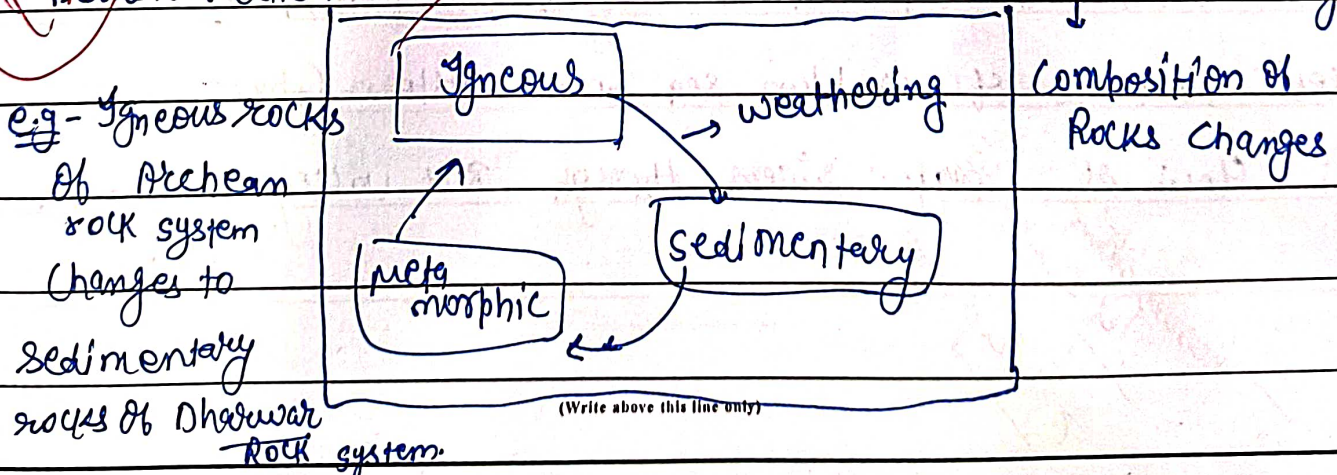 Igneous
weathering
sedimentary
Meta
morphic
e.g - Igneous rocks
Of Archean
rock system
Changes to
Sedimentary
rocks Of Dharwar
Rock system.
Composition Of
Rocks Changes
(Write above this line only)